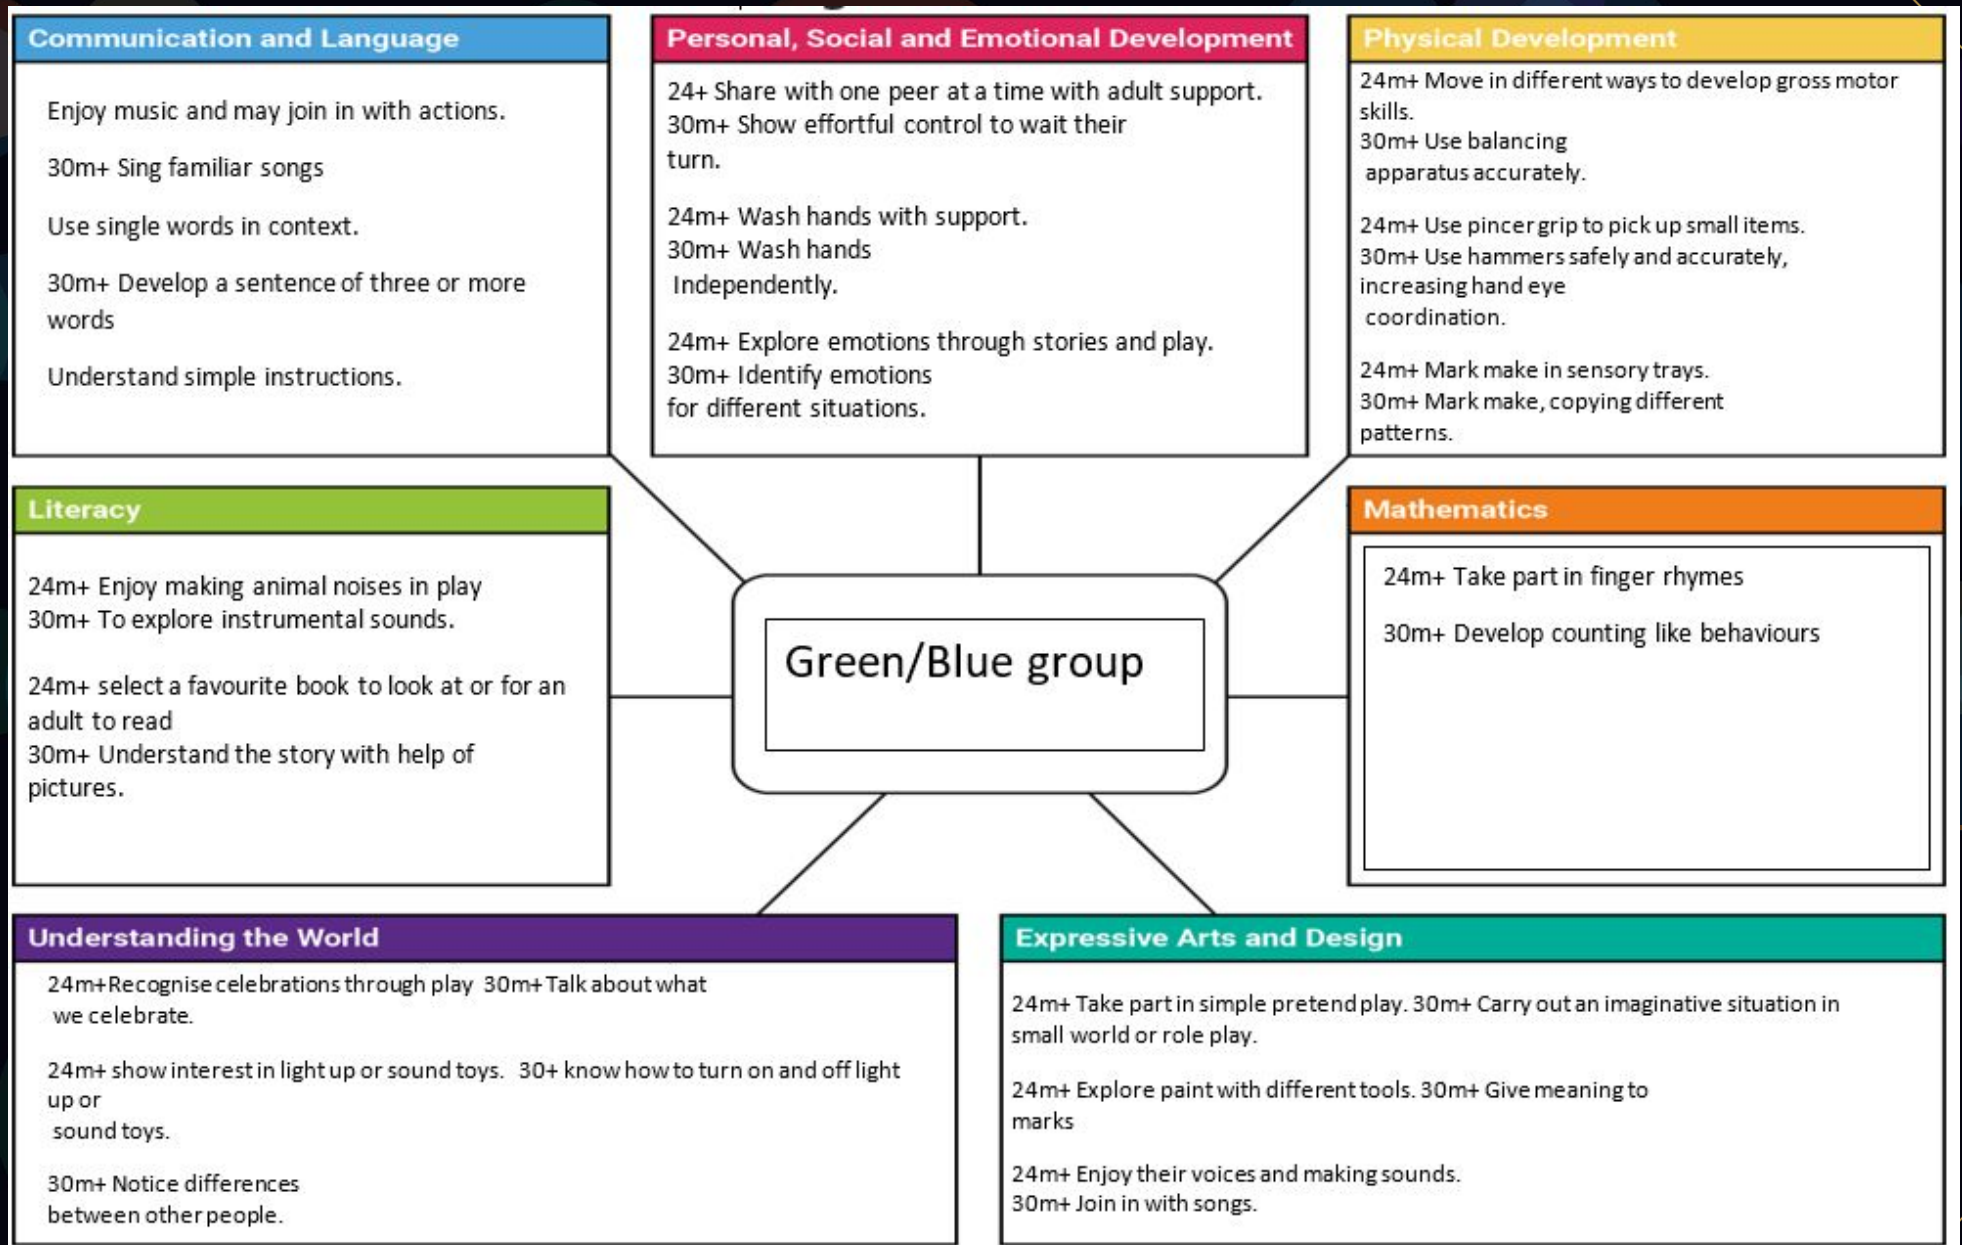 Communication and Language
Enjoy music and may join in with actions.
30m+ Sing familiar songs
Use single words in context.
30m+ Develop a sentence of three or more
words
Understand simple instructions.
Personal, Social and Emotional Development
24+ Share with one peer at a time with adult support.
30m+ Show effortful control to wait their
turn.
24m+ Wash hands with support.
30m+ Wash hands
Independently.
24m+ Explore emotions through stories and play.
30m+ Identify emotions
for different situations.
Physical Development
24m+ Move in different ways to develop gross motor
skills.
30m+ Use balancing
apparatus accurately.
24m+ Use pincer grip to pick up small items.
30m+ Use hammers safely and accurately,
increasing hand eye
coordination.
24m+ Mark make in sensory trays.
30m+ Mark make, copying different
patterns.
Literacy
24m+ Enjoy making animal noises in play
30m+ To explore instrumental sounds.
24m+ select a favourite book to look at or for an
adult to read
30m+ Understand the story with help of
pictures.
Green/Blue group
Mathematics
24m+ Take part in finger rhymes
30m+ Develop counting like behaviours
Understanding the World
24m+Recognise celebrations through play  30m+ Talk about what
we celebrate.
24m+ show interest in light up or sound toys.  30+ know how to turn on and off light
up or
sound toys.
30m+ Notice differences
between other people.
Expressive Arts and Design
24m+ Take part in simple pretend play. 30m+ Carry out an imaginative situation in
small world or role play.
24m+ Explore paint with different tools. 30m+ Give meaning to
marks
24m+ Enjoy their voices and making sounds.
30m+ Join in with songs.